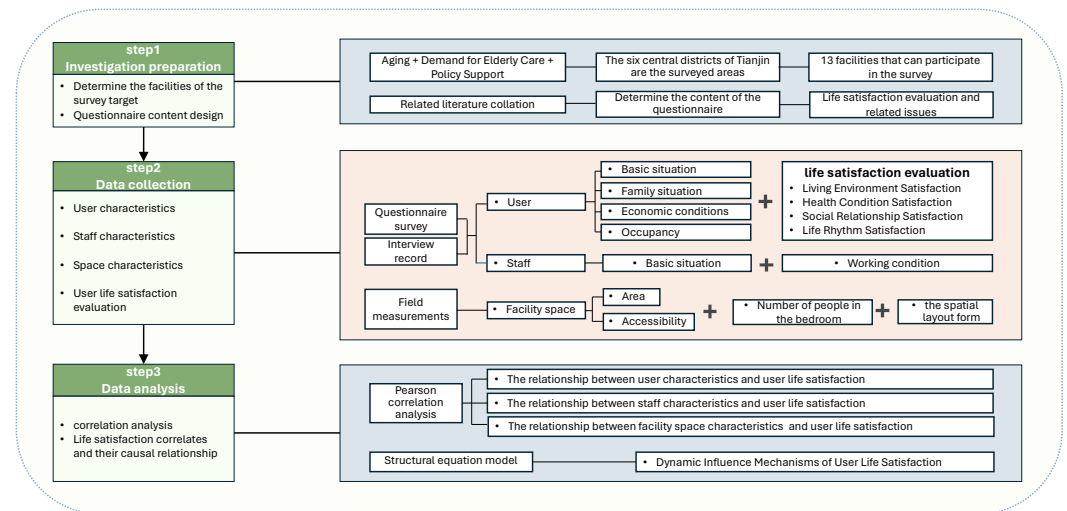 step1
Investigation preparation
• Determine the facilities of the
survey target
• Questionnaire content design
Aging + Demand for Elderly Care +
Policy Support
The six central districts of Tianjin
are the surveyed areas
13 facilities that can participate
in the survey
Related literature collation
Determine the content of the
questionnaire
Life satisfaction evaluation and
related issues
step2
Data collection
• User characteristics
• Staff characteristics
• Space characteristics
• User life satisfaction
evaluation
Questionnaire
survey
Interview
record
• User
• Basic situation
• Family situation
• Economic conditions
• Occupancy
+
life satisfaction evaluation
• Living Environment Satisfaction
• Health Condition Satisfaction
• Social Relationship Satisfaction
• Life Rhythm Satisfaction
• Staff
• Basic situation
+
• Working condition
Field
measurements
• Facility space
• Area
• Accessibility
+
• Number of people in
the bedroom
+
• the spatial
layout form
step3
Data analysis
• correlation analysis
• Life satisfaction correlates
and their causal relationship
Pearson
correlation
analysis
• The relationship between user characteristics and user life satisfaction
• The relationship between staff characteristics and user life satisfaction
• The relationship between facility space characteristics and user life satisfaction
Structural equation model
• Dynamic Influence Mechanisms of User Life Satisfaction